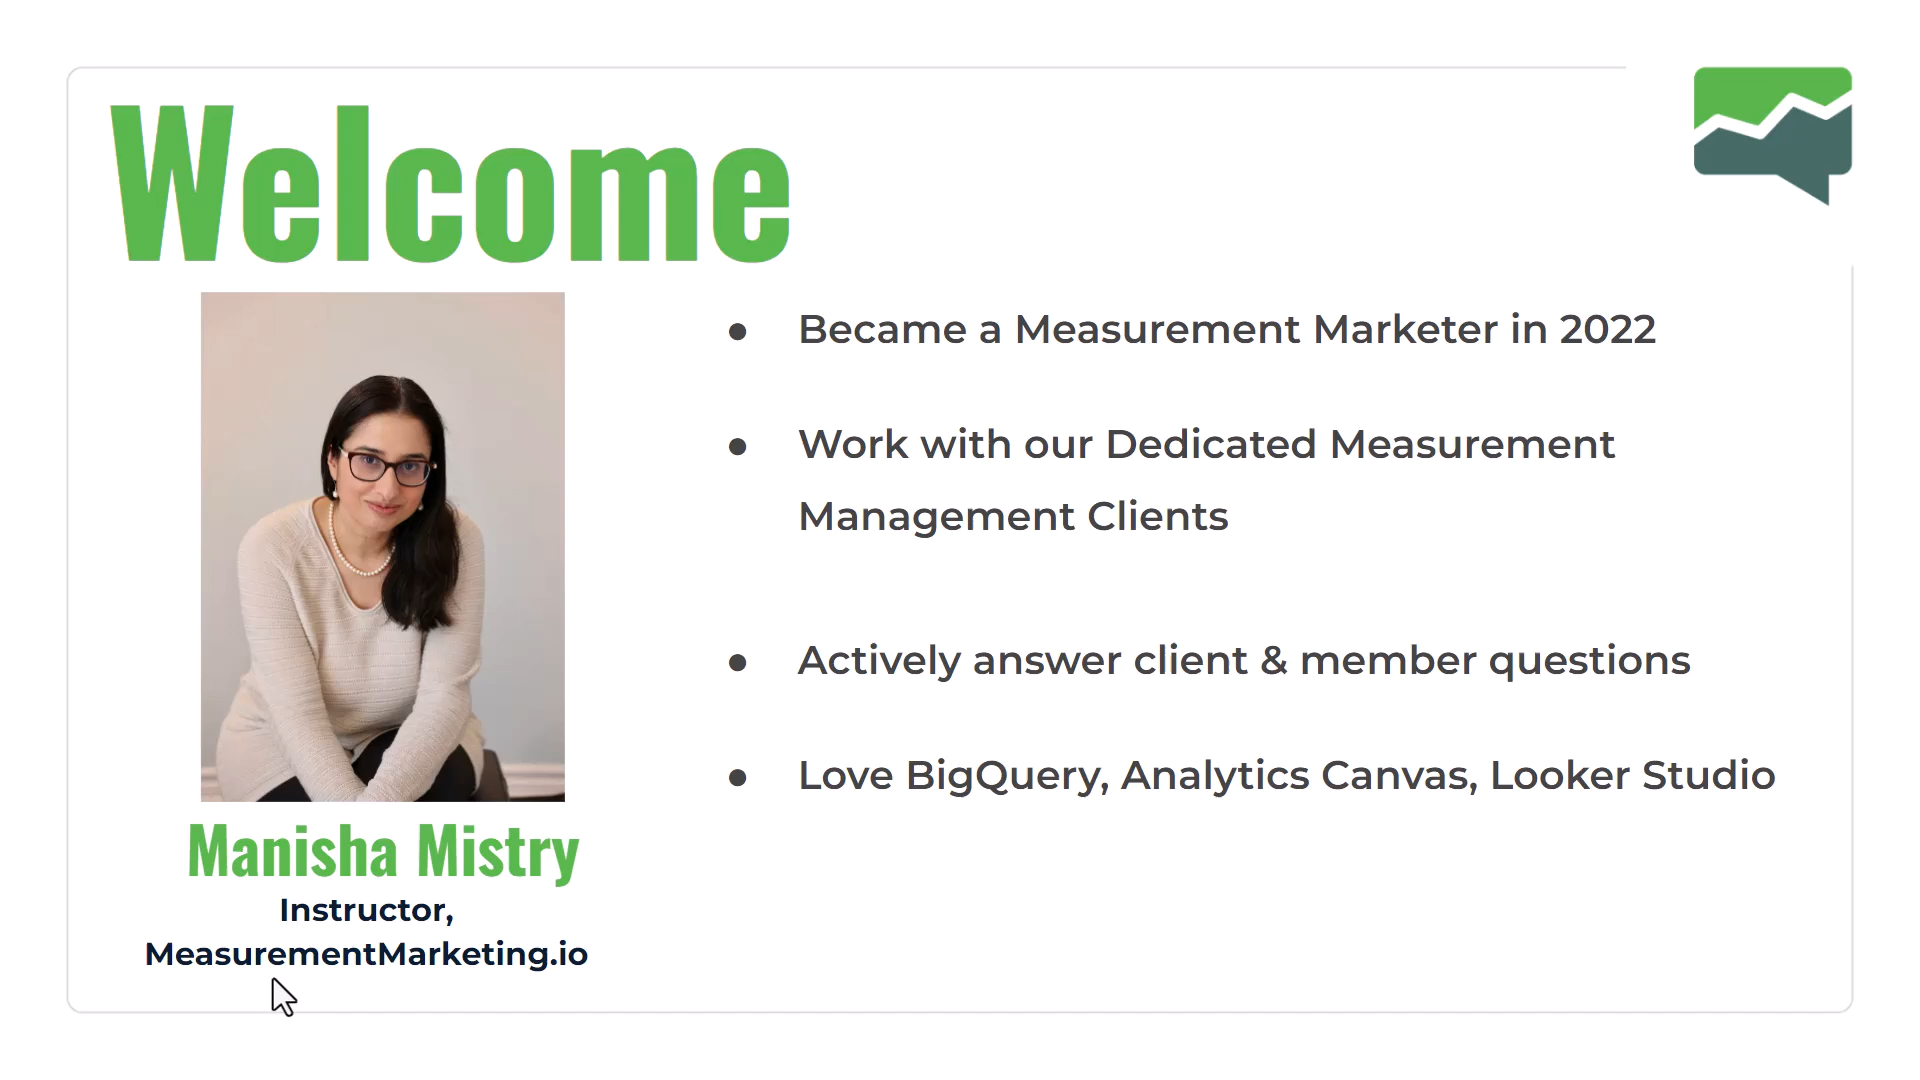 Welcome
Became a Measurement Marketer in 2022
Work with our Dedicated Measurement
Management Clients
Actively answer client & member questions
Love BigQuery, Analytics Canvas, Looker Studio
Manisha Mistry
Instructor,
MeasurementMarketing.io